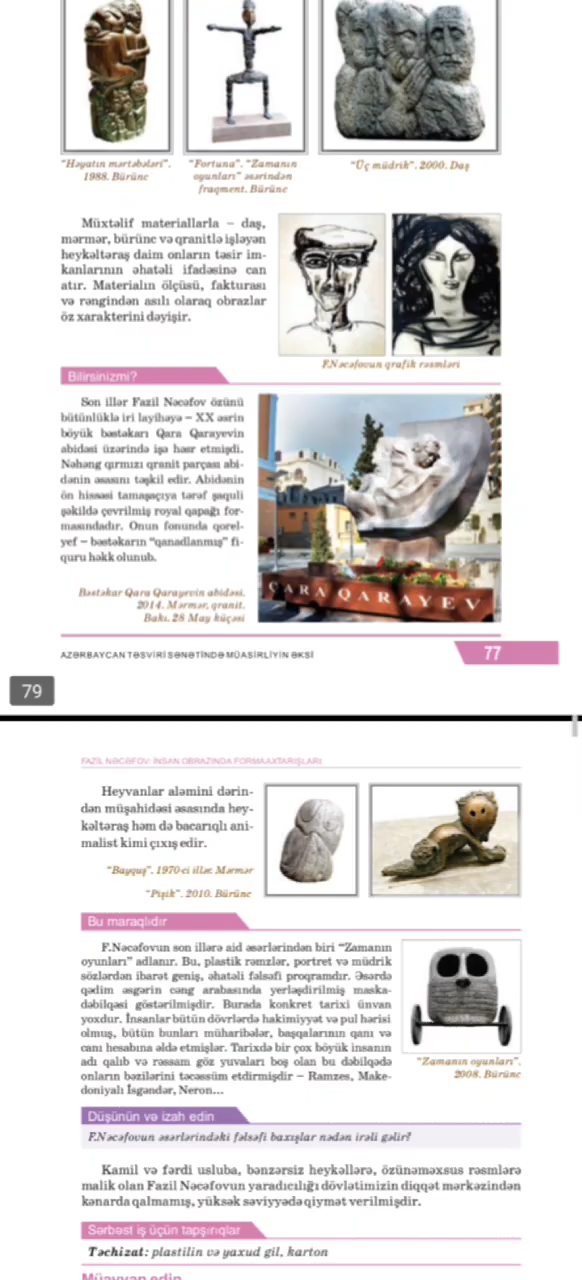 "Həyatın mərtəbələri".
1988. Bürünc
"Fortuna". "Zamanın
oyunları" əsərindən
fraqment. Bürünc
"Üç müdrik". 2000. Daş
Müxtəlif materiallarla – daş,
mərmər, bürünc və qranitlə işləyən
heykəltəraş daim onların təsir im-
kanlarının əhatəli ifadəsinə can
atır. Materialın ölçüsü, fakturası
və rəngindən asılı olaraq obrazlar
öz xarakterini dəyişir.
F.Nəcəfovun qrafik rəsmləri
Bilirsinizmi?
Son illər Fazil Nəcəfov özünü
bütünlüklə iri layihəyə – XX əsrin
böyük bəstəkarı Qara Qarayevin
abidəsi üzərində işə həsr etmişdi.
Nəhəng qırmızı qranit parçası abi-
dənin əsasını təşkil edir. Abidənin
ön hissəsi tamaşaçıya tərəf şaquli
şəkildə çevrilmiş royal qapağı for-
masındadır. Onun fonunda qorel-
yef – bəstəkarın "qanadlanmış" fi-
quru həkk olunub.
Bəstəkar Qara Qarayevin abidəsi.
2014. Mərmər, qranit.
Bakı. 28 May küçəsi
QARA QARAYEV
AZƏRBAYCAN TƏSVİRİ SƏNƏTİNDƏ MÜASİRLİYİN ƏKSİ
77
79
FAZİL NƏCƏFOV: İNSAN OBRAZINDA FORMA AXTARIŞLARI
Heyvanlar aləmini dərin-
dən müşahidəsi əsasında hey-
kəltəraş həm də bacarıqlı ani-
malist kimi çıxış edir.
"Bayquş". 1970-ci illər. Mərmər
"Pişik". 2010. Bürünc
Bu maraqlıdır
F.Nəcəfovun son illərə aid əsərlərindən biri "Zamanın
oyunları" adlanır. Bu, plastik rəmzlər, portret və müdrik
sözlərdən ibarət geniş, əhatəli fəlsəfi proqramdır. Əsərdə
qədim əsgərin cəng arabasında yerləşdirilmiş maska-
dəbilqəsi göstərilmişdir. Burada konkret tarixi ünvan
yoxdur. İnsanlar bütün dövrlərdə hakimiyyət və pul hərisi
olmuş, bütün bunları müharibələr, başqalarının qanı və
canı hesabına əldə etmişlər. Tarixdə bir çox böyük insanın
adı qalıb və rəssam göz yuvaları boş olan bu dəbilqədə
onların bəzilərini təcəssüm etdirmişdir – Ramzes, Make-
doniyalı İsgəndər, Neron...
"Zamanın oyunları".
2008. Bürünc
Düşünün və izah edin
F.Nəcəfovun əsərlərindəki fəlsəfi baxışlar nədən irəli gəlir?
Kamil və fərdi üsluba, bənzərsiz heykəllərə, özünəməxsus rəsmlərə
malik olan Fazil Nəcəfovun yaradıcılığı dövlətimizin diqqət mərkəzindən
kənarda qalmamış, yüksək səviyyədə qiymət verilmişdir.
Sərbəst iş üçün tapşırıqlar
Təchizat: plastilin və yaxud gil, karton
Müəyyən edin